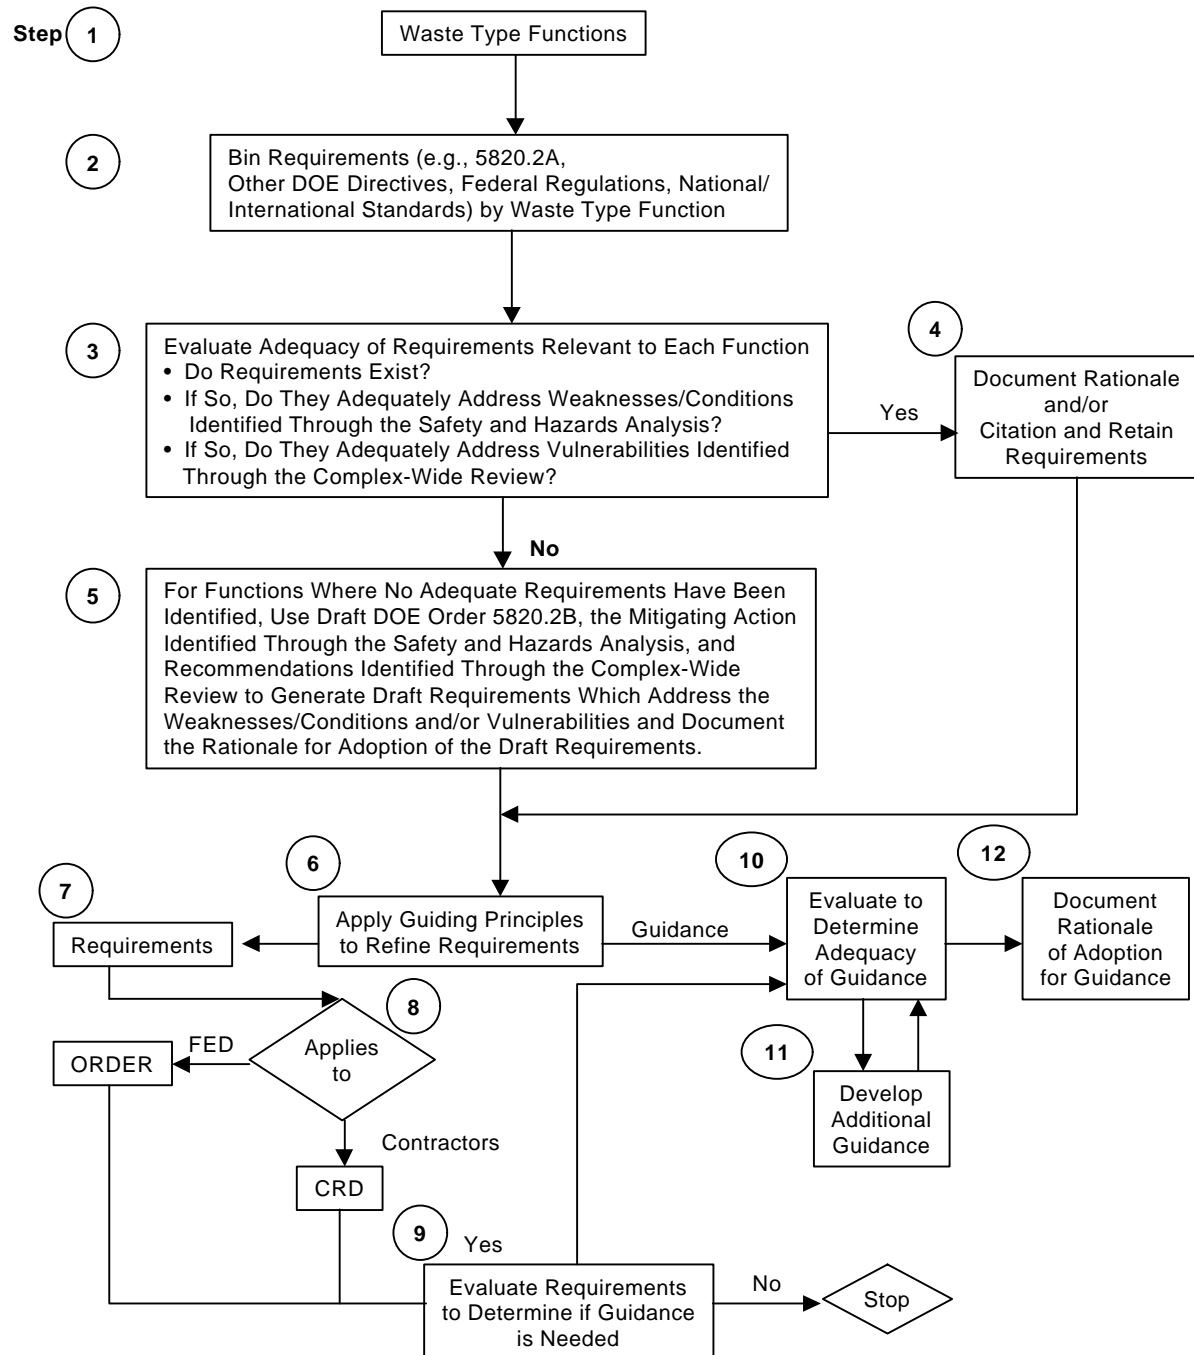 Step 1
Waste Type Functions
2
Bin Requirements (e.g., 5820.2A,
Other DOE Directives, Federal Regulations, National/
International Standards) by Waste Type Function
3
Evaluate Adequacy of Requirements Relevant to Each Function
• Do Requirements Exist?
• If So, Do They Adequately Address Weaknesses/Conditions
Identified Through the Safety and Hazards Analysis?
• If So, Do They Adequately Address Vulnerabilities Identified
Through the Complex-Wide Review?
Yes
4
Document Rationale
and/or
Citation and Retain
Requirements
No
5
For Functions Where No Adequate Requirements Have Been
Identified, Use Draft DOE Order 5820.2B, the Mitigating Action
Identified Through the Safety and Hazards Analysis, and
Recommendations Identified Through the Complex-Wide
Review to Generate Draft Requirements Which Address the
Weaknesses/Conditions and/or Vulnerabilities and Document
the Rationale for Adoption of the Draft Requirements.
6
Apply Guiding Principles
to Refine Requirements
7
Requirements
Guidance
10
Evaluate to
Determine
Adequacy
of Guidance
12
Document
Rationale
of Adoption
for Guidance
8
Applies
to
FED
ORDER
Contractors
CRD
11
Develop
Additional
Guidance
9
Yes
Evaluate Requirements
to Determine if Guidance
is Needed
No
Stop